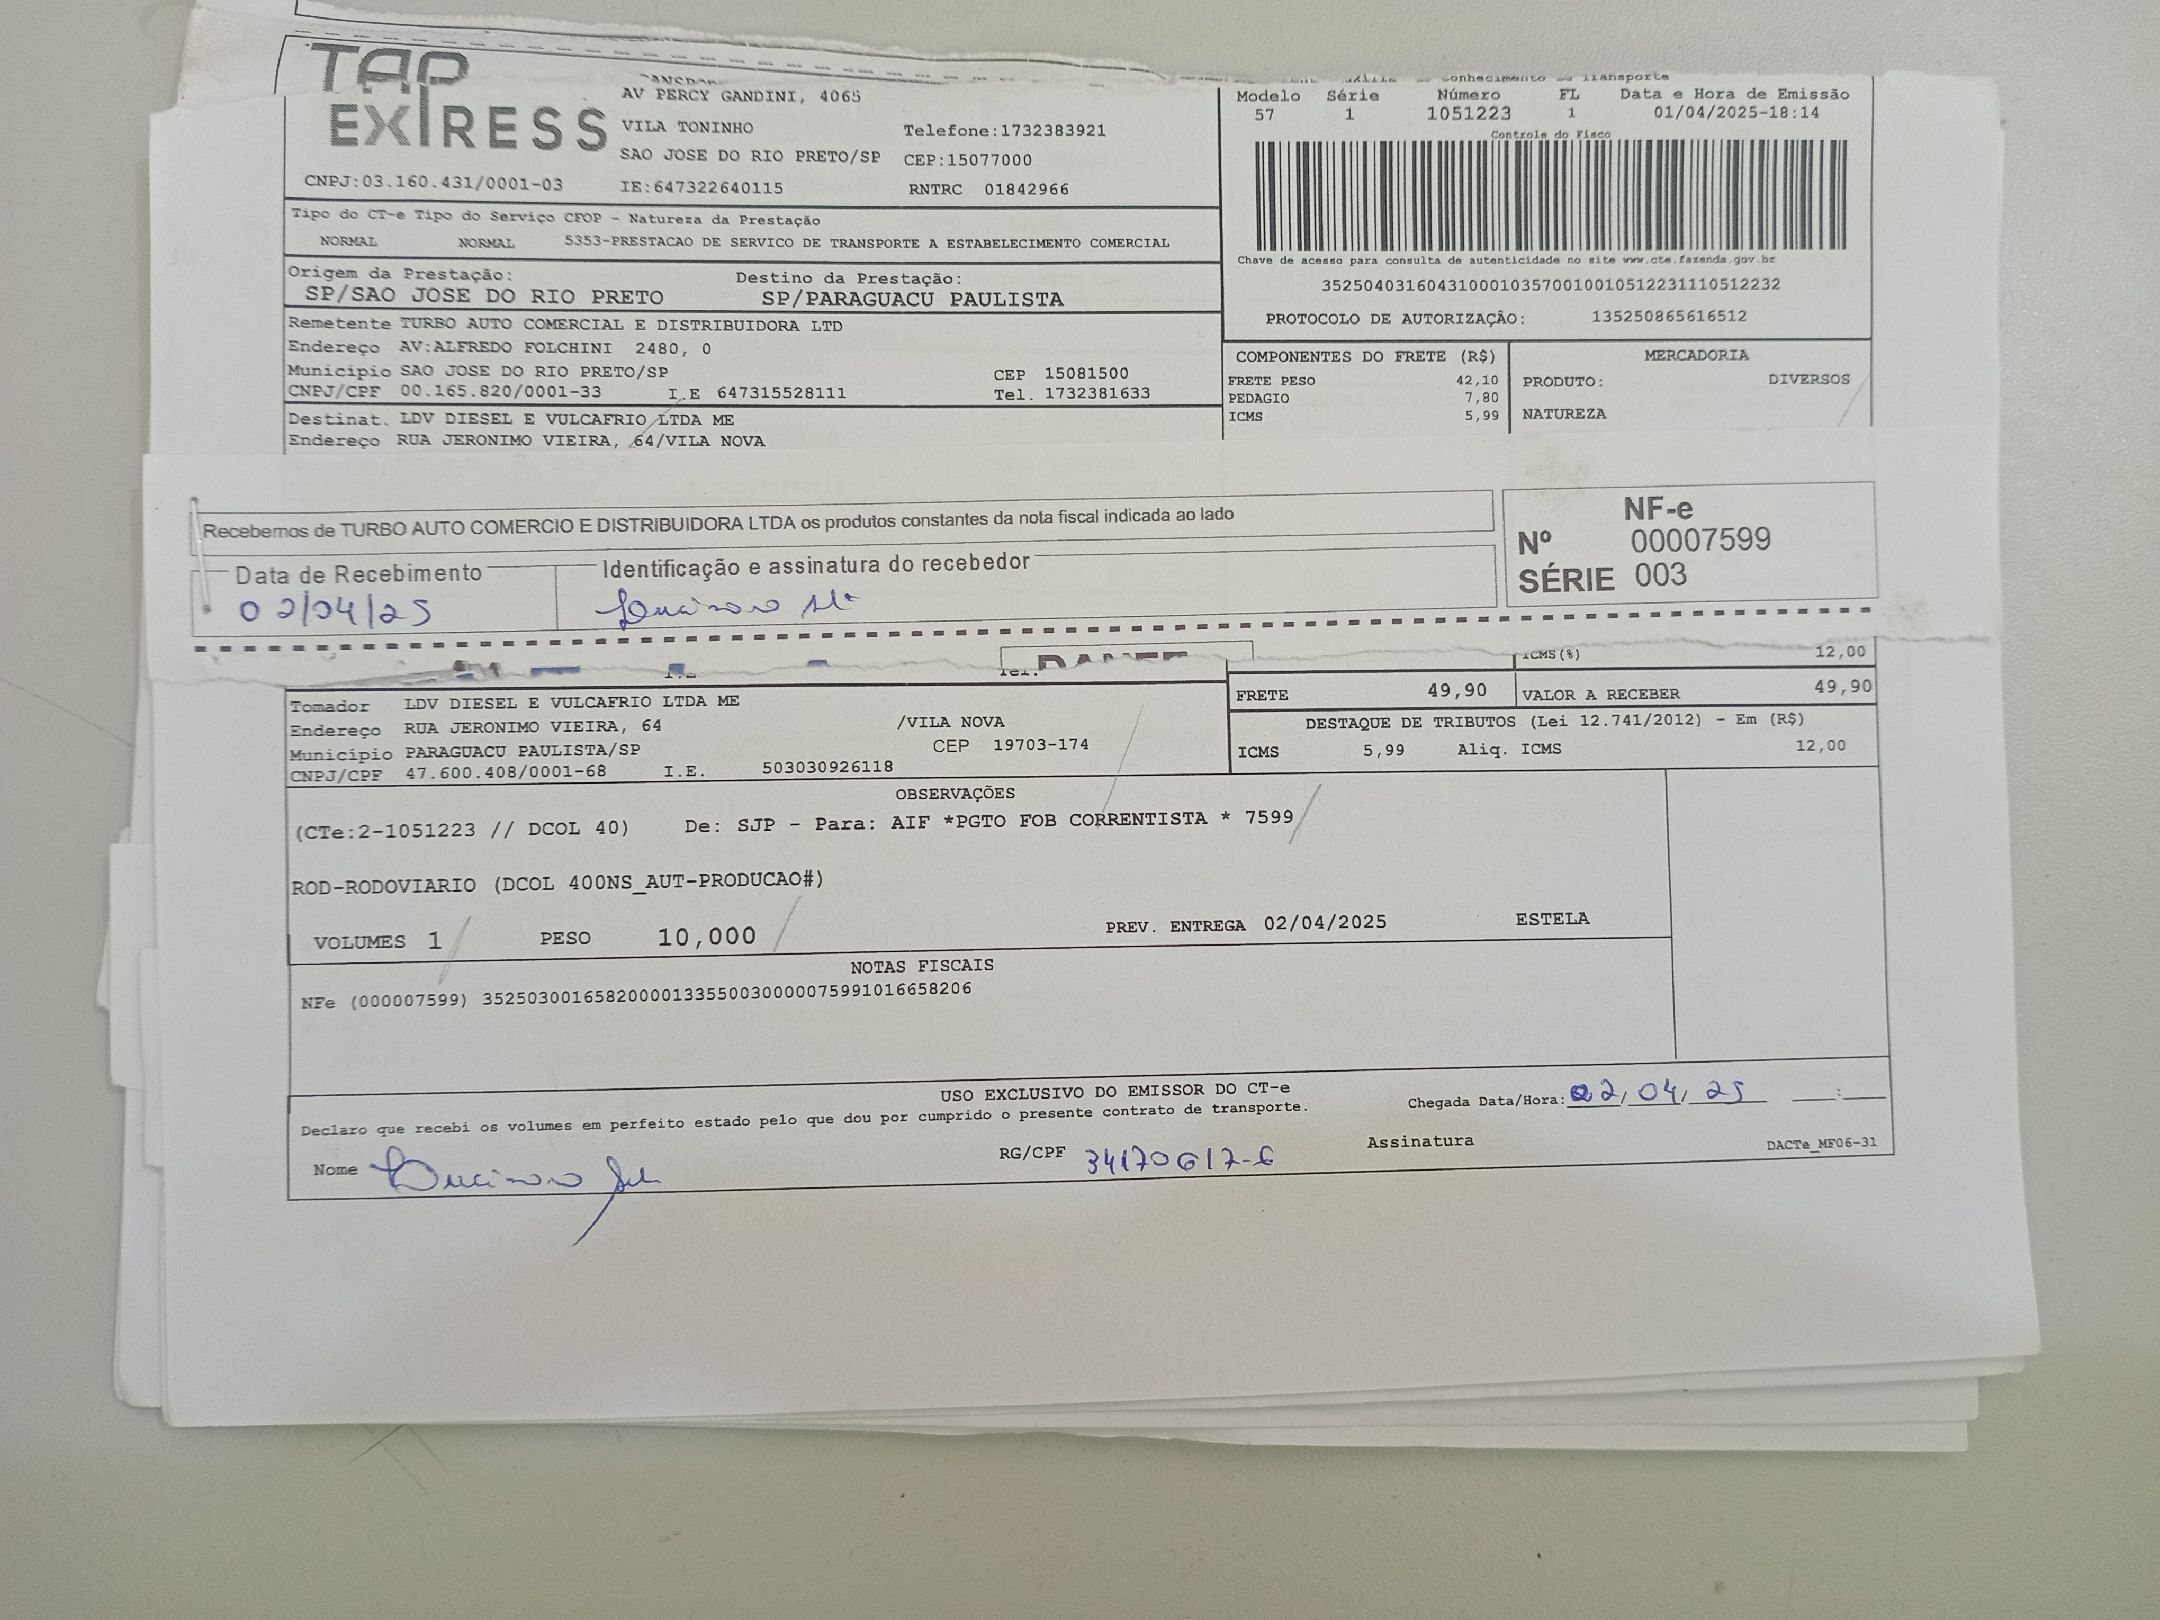 TAP
EXPRESS
AV PERCY GANDINI, 4065
VILA TONINHO Telefone:1732383921
SAO JOSE DO RIO PRETO/SP CEP:15077000
CNPJ:03.160.431/0001-03 IE:647322640115 RNTRC 01842966
Conhecimento de Transporte
Modelo Série Número FL Data e Hora de Emissão
57 1 1051223 1 01/04/2025-18:14
Controle do Fisco
Chave de acesso para consulta de autenticidade no site www.cte.fazenda.gov.br
35250403160431000103570010010512231110512232
PROTOCOLO DE AUTORIZAÇÃO: 135250865616512
Tipo do CT-e Tipo do Serviço CFOP - Natureza da Prestação
NORMAL NORMAL 5353-PRESTACAO DE SERVICO DE TRANSPORTE A ESTABELECIMENTO COMERCIAL
Origem da Prestação: Destino da Prestação:
SP/SAO JOSE DO RIO PRETO SP/PARAGUACU PAULISTA
Remetente TURBO AUTO COMERCIAL E DISTRIBUIDORA LTD
Endereço AV:ALFREDO FOLCHINI 2480, 0
Município SAO JOSE DO RIO PRETO/SP CEP 15081500
CNPJ/CPF 00.165.820/0001-33 I.E 647315528111 Tel. 1732381633
Destinat. LDV DIESEL E VULCAFRIO LTDA ME
Endereço RUA JERONIMO VIEIRA, 64/VILA NOVA
COMPONENTES DO FRETE (R$) MERCADORIA
FRETE PESO 42,10 PRODUTO: DIVERSOS
PEDAGIO 7,80
ICMS 5,99 NATUREZA
Recebemos de TURBO AUTO COMERCIO E DISTRIBUIDORA LTDA os produtos constantes da nota fiscal indicada ao lado
Data de Recebimento Identificação e assinatura do recebedor
02/04/25
NF-e
Nº 00007599
SÉRIE 003
ICMS(%) 12,00
FRETE 49,90 VALOR A RECEBER 49,90
DESTAQUE DE TRIBUTOS (Lei 12.741/2012) - Em (R$)
ICMS 5,99 Aliq. ICMS 12,00
Tomador LDV DIESEL E VULCAFRIO LTDA ME
Endereço RUA JERONIMO VIEIRA, 64 /VILA NOVA
Município PARAGUACU PAULISTA/SP CEP 19703-174
CNPJ/CPF 47.600.408/0001-68 I.E. 503030926118
OBSERVAÇÕES
(CTe:2-1051223 // DCOL 40) De: SJP - Para: AIF *PGTO FOB CORRENTISTA * 7599
ROD-RODOVIARIO (DCOL 400NS_AUT-PRODUCAO#)
VOLUMES 1 PESO 10,000 PREV. ENTREGA 02/04/2025 ESTELA
NOTAS FISCAIS
NFe (000007599) 35250300165820000133550030000075991016658206
USO EXCLUSIVO DO EMISSOR DO CT-e
Declaro que recebi os volumes em perfeito estado pelo que dou por cumprido o presente contrato de transporte.
Chegada Data/Hora: 02/04/25 __:__
Nome RG/CPF 34170617-6 Assinatura DACTe_MF06-31